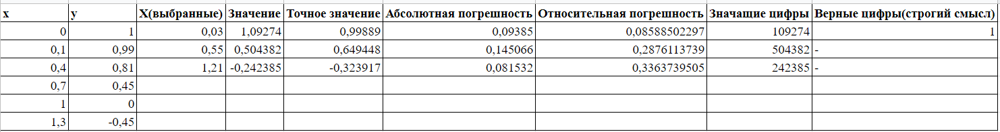 x y X(выбранные) Значение Точное значение Абсолютная погрешность Относительная погрешность Значащие цифры Верные цифры(строгий смысл)
0 1 0,03 1,09274 0,99889 0,09385 0,08588502297 109274 1
0,1 0,99 0,55 0,504382 0,649448 0,145066 0,2876113739 504382 -
0,4 0,81 1,21 -0,242385 -0,323917 0,081532 0,3363739505 242385 -
0,7 0,45
1 0
1,3 -0,45